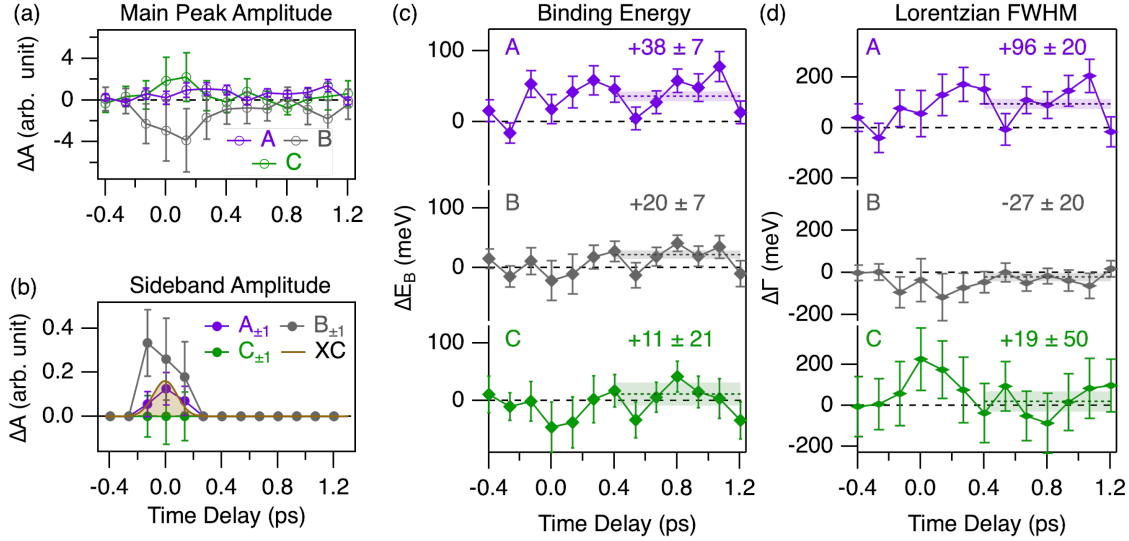 (a)
Main Peak Amplitude
ΔA (arb. unit)
4
0
-4
A
B
C
-0.4
0.0
0.4
0.8
1.2
(b)
Sideband Amplitude
ΔA (arb. unit)
0.4
0.2
0.0
A±1
B±1
C±1
XC
-0.4
0.0
0.4
0.8
1.2
Time Delay (ps)
(c)
Binding Energy
ΔEB (meV)
100
0
A
+38 ± 7
100
0
B
+20 ± 7
100
0
C
+11 ± 21
-0.4
0.0
0.4
0.8
1.2
Time Delay (ps)
(d)
Lorentzian FWHM
ΔΓ (meV)
200
0
-200
A
+96 ± 20
200
0
-200
B
-27 ± 20
200
0
-200
C
+19 ± 50
-0.4
0.0
0.4
0.8
1.2
Time Delay (ps)